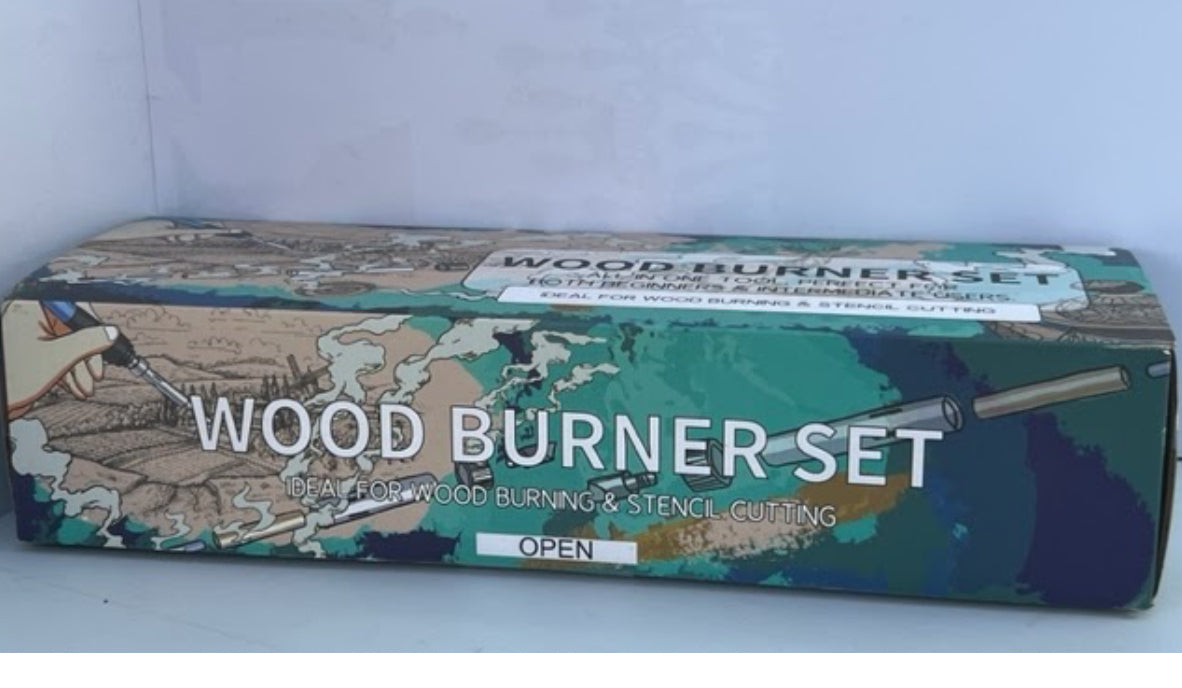 WOOD BURNER SET
ALL-IN-ONE TOOL, PERFECT FOR
BOTH BEGINNERS & INTERMEDIATE USERS
IDEAL FOR WOOD BURNING & STENCIL CUTTING
WOOD BURNER SET
IDEAL FOR WOOD BURNING & STENCIL CUTTING
OPEN